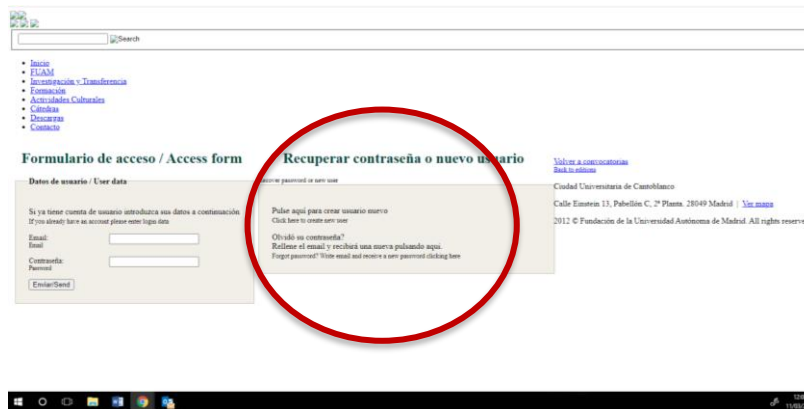 Search
Inicio
FUAM
Investigación y Transferencia
Formación
Actividades Culturales
Cátedras
Descargas
Contacto
Formulario de acceso / Access form
Datos de usuario / User data
Si ya tiene cuenta de usuario introduzca sus datos a continuación
If you already have an account please enter login data
Email:
Email
Contraseña:
Password
Enviar/Send
Recuperar contraseña o nuevo usuario
password or new user
Pulse aquí para crear usuario nuevo
Click here to create new user
Olvidó su contraseña?
Rellene el email y recibirá una nueva pulsando aqui.
Forgot password? Write email and receive a new password clicking here
Volver a convocatorias
Back to editions
Ciudad Universitaria de Cantoblanco
Calle Einstein 13, Pabellón C, 2ª Planta. 28049 Madrid | Ver mapa
2012 © Fundación de la Universidad Autónoma de Madrid. All rights reserve